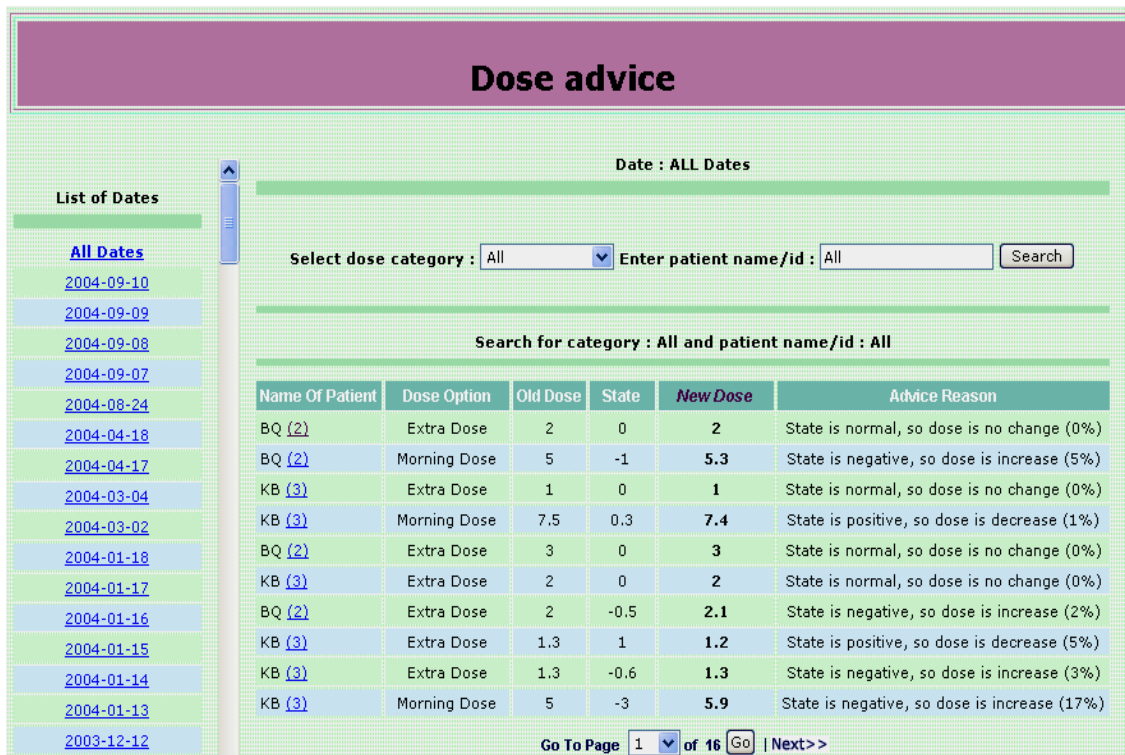 Dose advice
List of Dates
All Dates
2004-09-10
2004-09-09
2004-09-08
2004-09-07
2004-08-24
2004-04-18
2004-04-17
2004-03-04
2004-03-02
2004-01-18
2004-01-17
2004-01-16
2004-01-15
2004-01-14
2004-01-13
2003-12-12
Date : ALL Dates
Select dose category : All Enter patient name/id : All Search
Search for category : All and patient name/id : All
Name Of Patient Dose Option Old Dose State New Dose Advice Reason
BQ (2) Extra Dose 2 0 2 State is normal, so dose is no change (0%)
BQ (2) Morning Dose 5 -1 5.3 State is negative, so dose is increase (5%)
KB (3) Extra Dose 1 0 1 State is normal, so dose is no change (0%)
KB (3) Morning Dose 7.5 0.3 7.4 State is positive, so dose is decrease (1%)
BQ (2) Extra Dose 3 0 3 State is normal, so dose is no change (0%)
KB (3) Extra Dose 2 0 2 State is normal, so dose is no change (0%)
BQ (2) Extra Dose 2 -0.5 2.1 State is negative, so dose is increase (2%)
KB (3) Extra Dose 1.3 1 1.2 State is positive, so dose is decrease (5%)
KB (3) Extra Dose 1.3 -0.6 1.3 State is negative, so dose is increase (3%)
KB (3) Morning Dose 5 -3 5.9 State is negative, so dose is increase (17%)
Go To Page 1 of 16 Go | Next>>